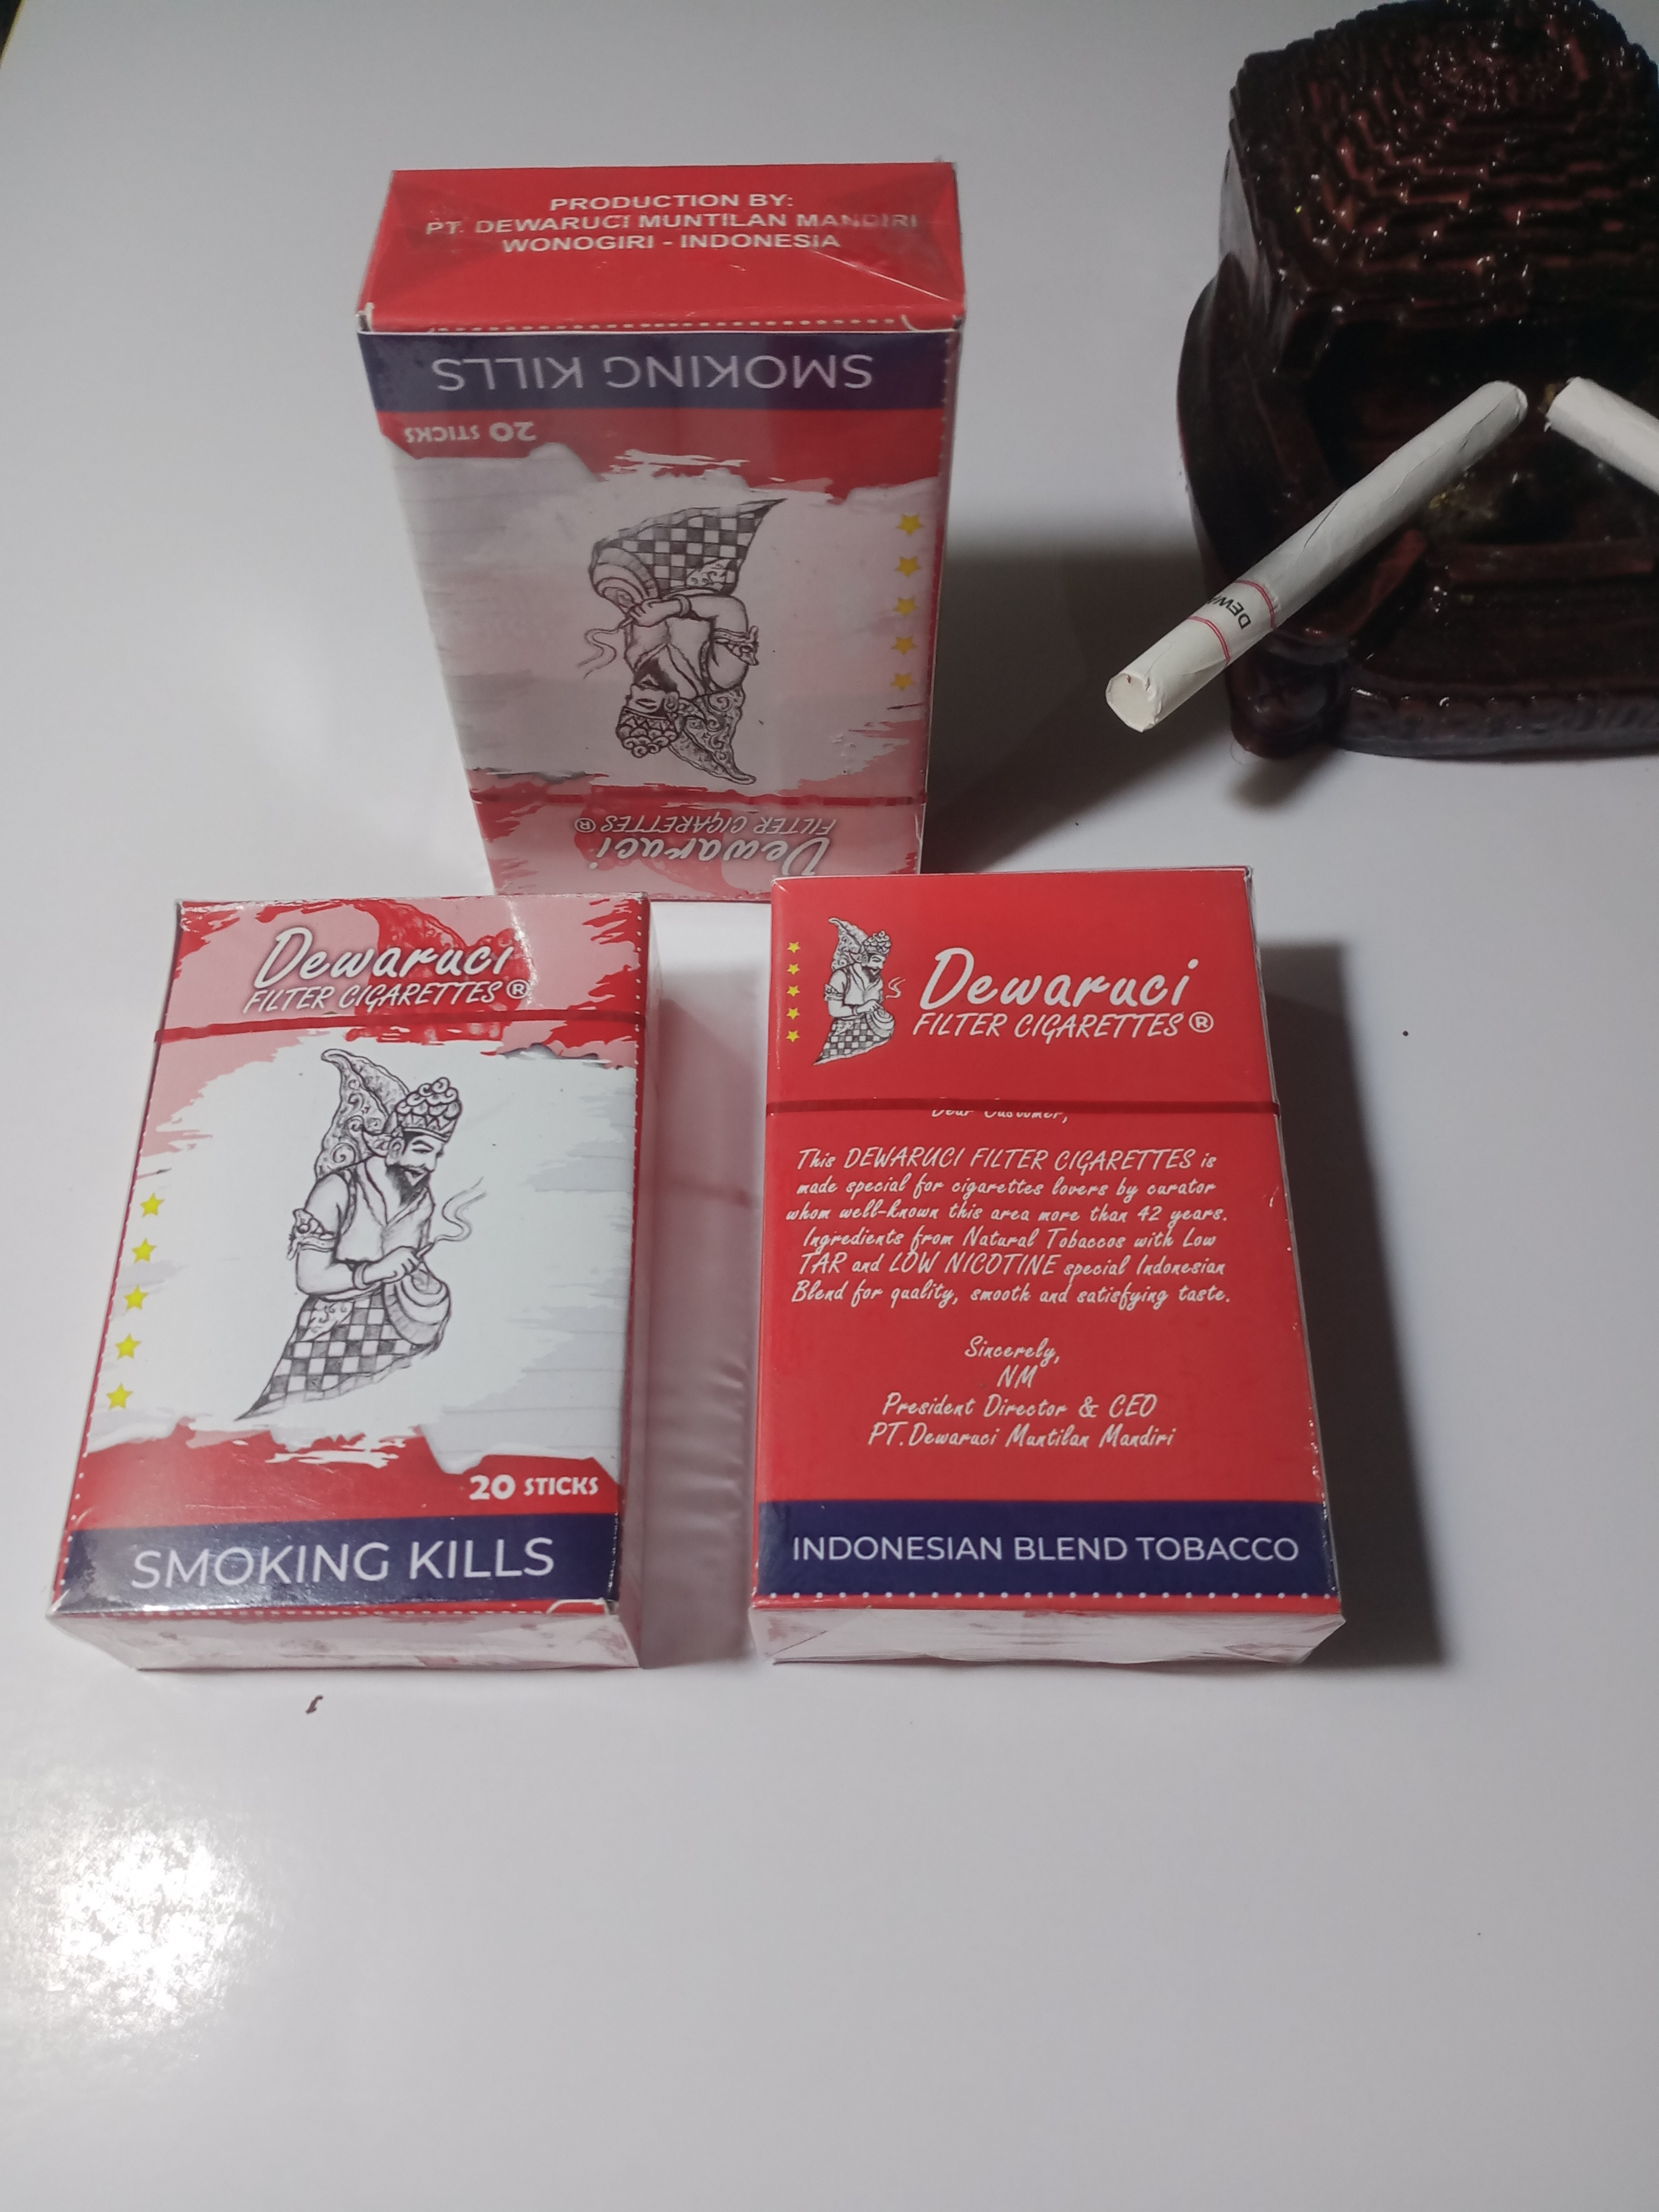 PRODUCTION BY:
PT. DEWARUCI MUNTILAN MANDIRI
WONOGIRI - INDONESIA
SMOKING KILLS
20 STICKS
Dewaruci
FILTER CIGARETTES ®
Dewaruci
FILTER CIGARETTES ®
20 STICKS
SMOKING KILLS
Dewaruci
FILTER CIGARETTES ®
Dear Customer,
This DEWARUCI FILTER CIGARETTES is
made special for cigarettes lovers by curator
whom well-known this area more than 42 years.
Ingredients from Natural Tobaccos with Low
TAR and LOW NICOTINE special Indonesian
Blend for quality, smooth and satisfying taste.
Sincerely,
NM
President Director & CEO
PT.Dewaruci Muntilan Mandiri
INDONESIAN BLEND TOBACCO